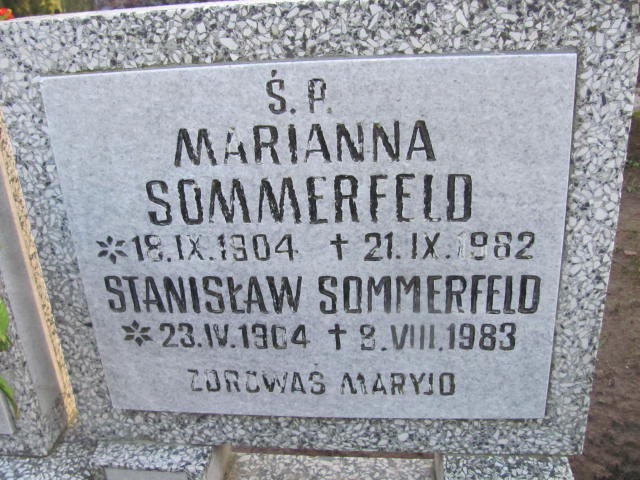 Ś. P.
MARIANNA
SOMMERFELD
* 18.IX.1904 † 21.IX.1982
STANISŁAW SOMMERFELD
* 23.IV.1904 † 8.VIII.1983
ZDROWAŚ MARYJO